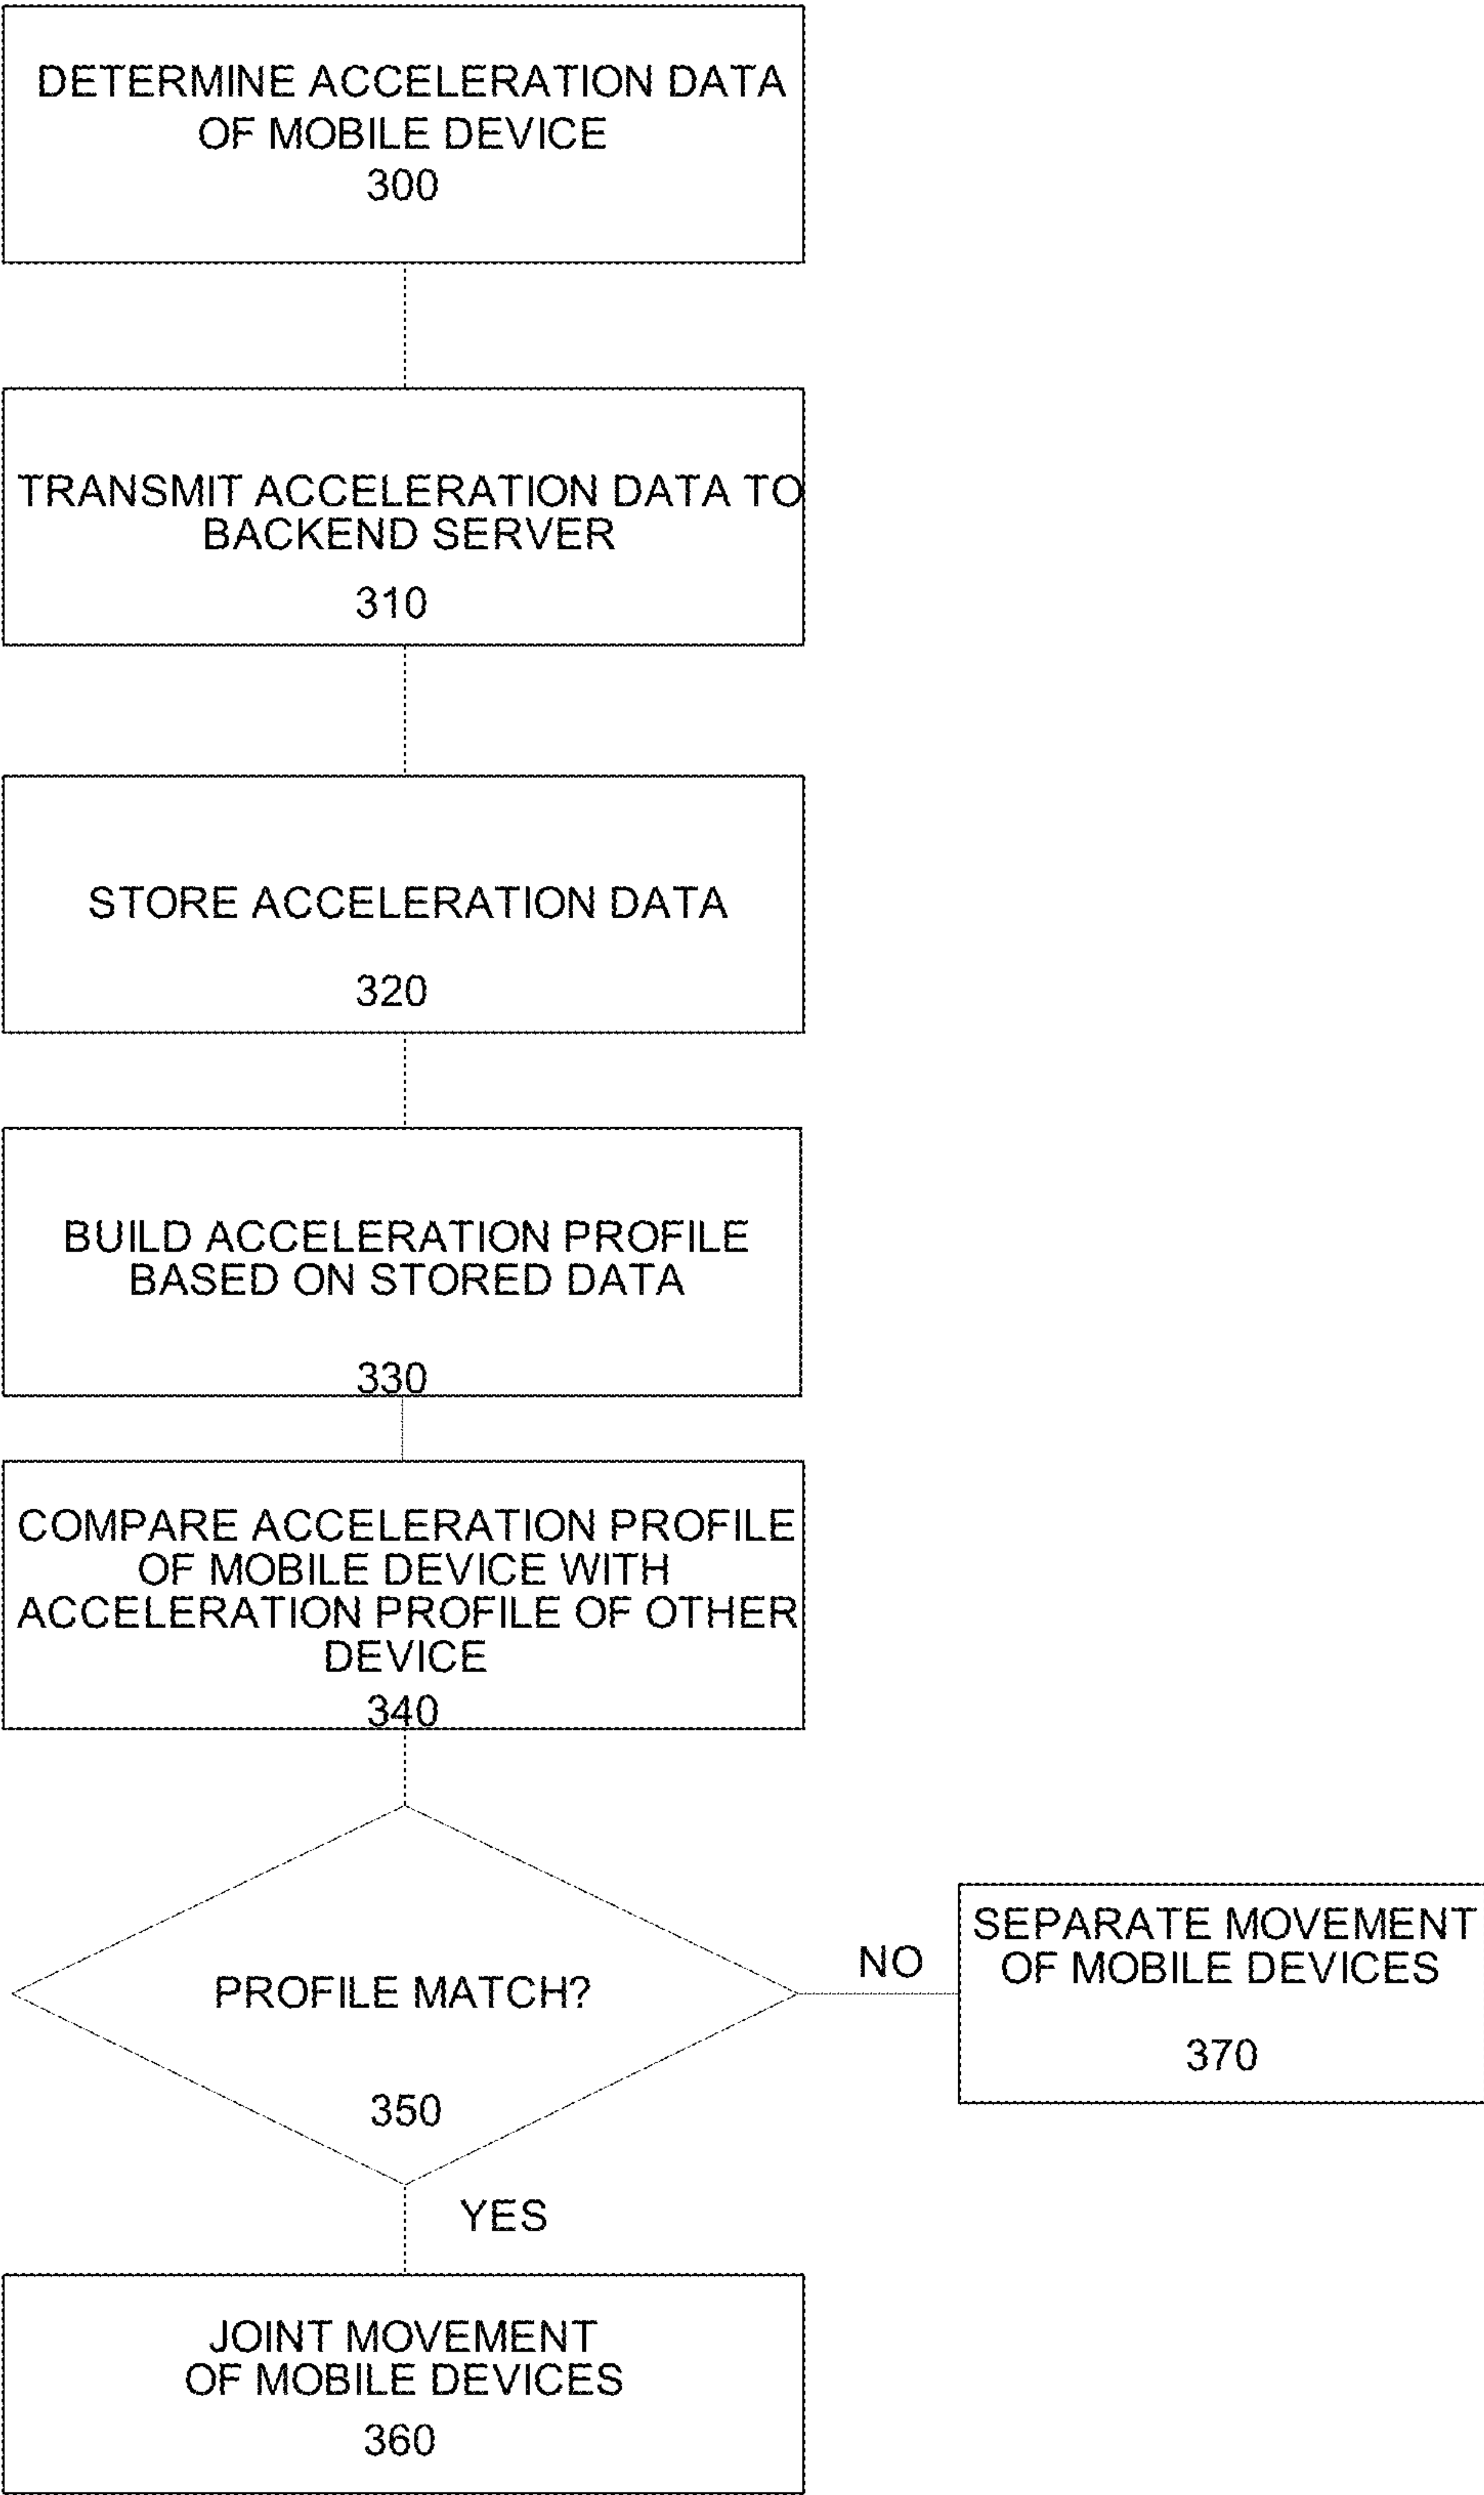 DETERMINE ACCELERATION DATA
OF MOBILE DEVICE
300
TRANSMIT ACCELERATION DATA TO
BACKEND SERVER
310
STORE ACCELERATION DATA
320
BUILD ACCELERATION PROFILE
BASED ON STORED DATA
330
COMPARE ACCELERATION PROFILE
OF MOBILE DEVICE WITH
ACCELERATION PROFILE OF OTHER
DEVICE
340
PROFILE MATCH?
350
NO
SEPARATE MOVEMENT
OF MOBILE DEVICES
370
YES
JOINT MOVEMENT
OF MOBILE DEVICES
360